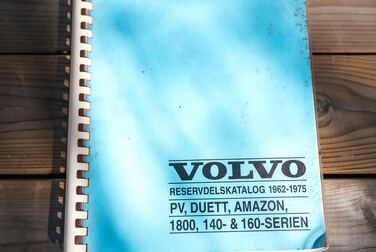 VOLVO
RESERVDELSKATALOG 1962-1975
PV, DUETT, AMAZON,
1800, 140- & 160-SERIEN